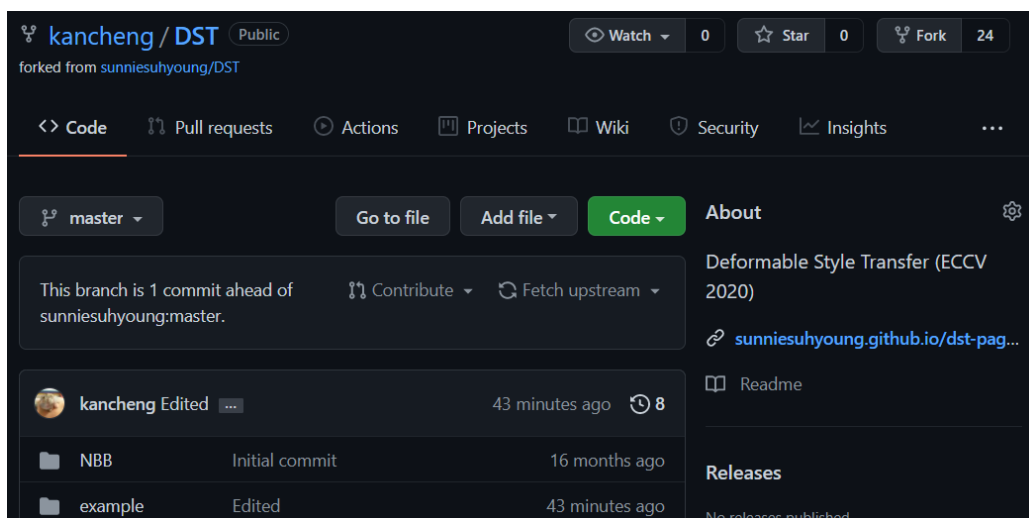 kancheng / DST Public
Watch 0 Star 0 Fork 24
forked from sunniesuhyoung/DST
<> Code Pull requests Actions Projects Wiki Security Insights ...
master Go to file Add file Code
This branch is 1 commit ahead of
sunniesuhyoung:master.
Contribute Fetch upstream
kancheng Edited ... 43 minutes ago 8
NBB Initial commit 16 months ago
example Edited 43 minutes ago
About
Deformable Style Transfer (ECCV
2020)
sunniesuhyoung.github.io/dst-pag...
Readme
Releases
No releases published